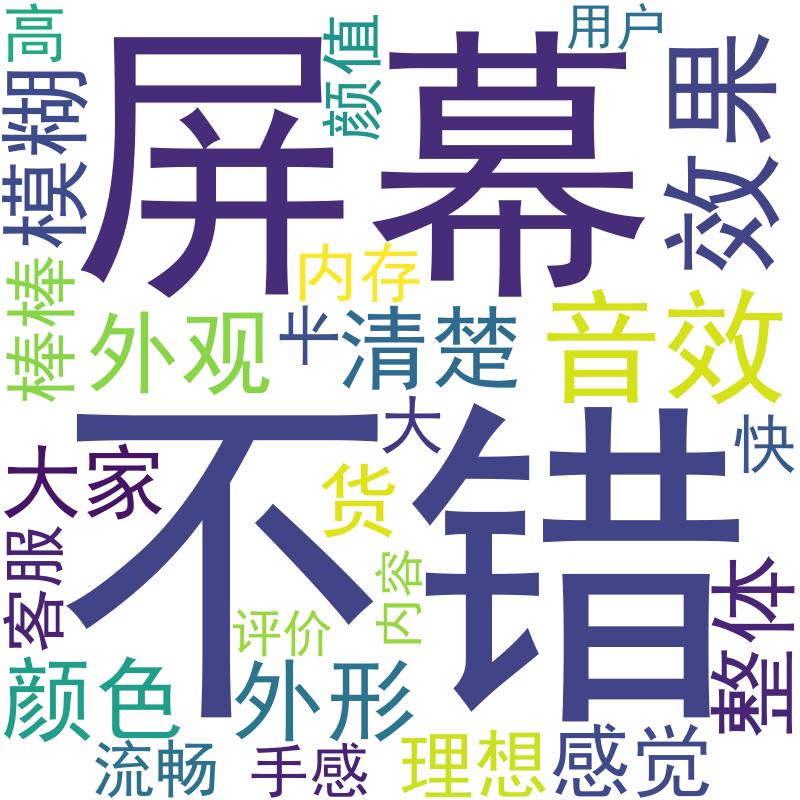 高
屏幕
颜值
用户
模糊
效果
内存
棒棒
外观
卡
清楚
音效
不错
大
快
大家
货
客服
内容
评价
整体
颜色
外形
流畅
手感
理想
感觉